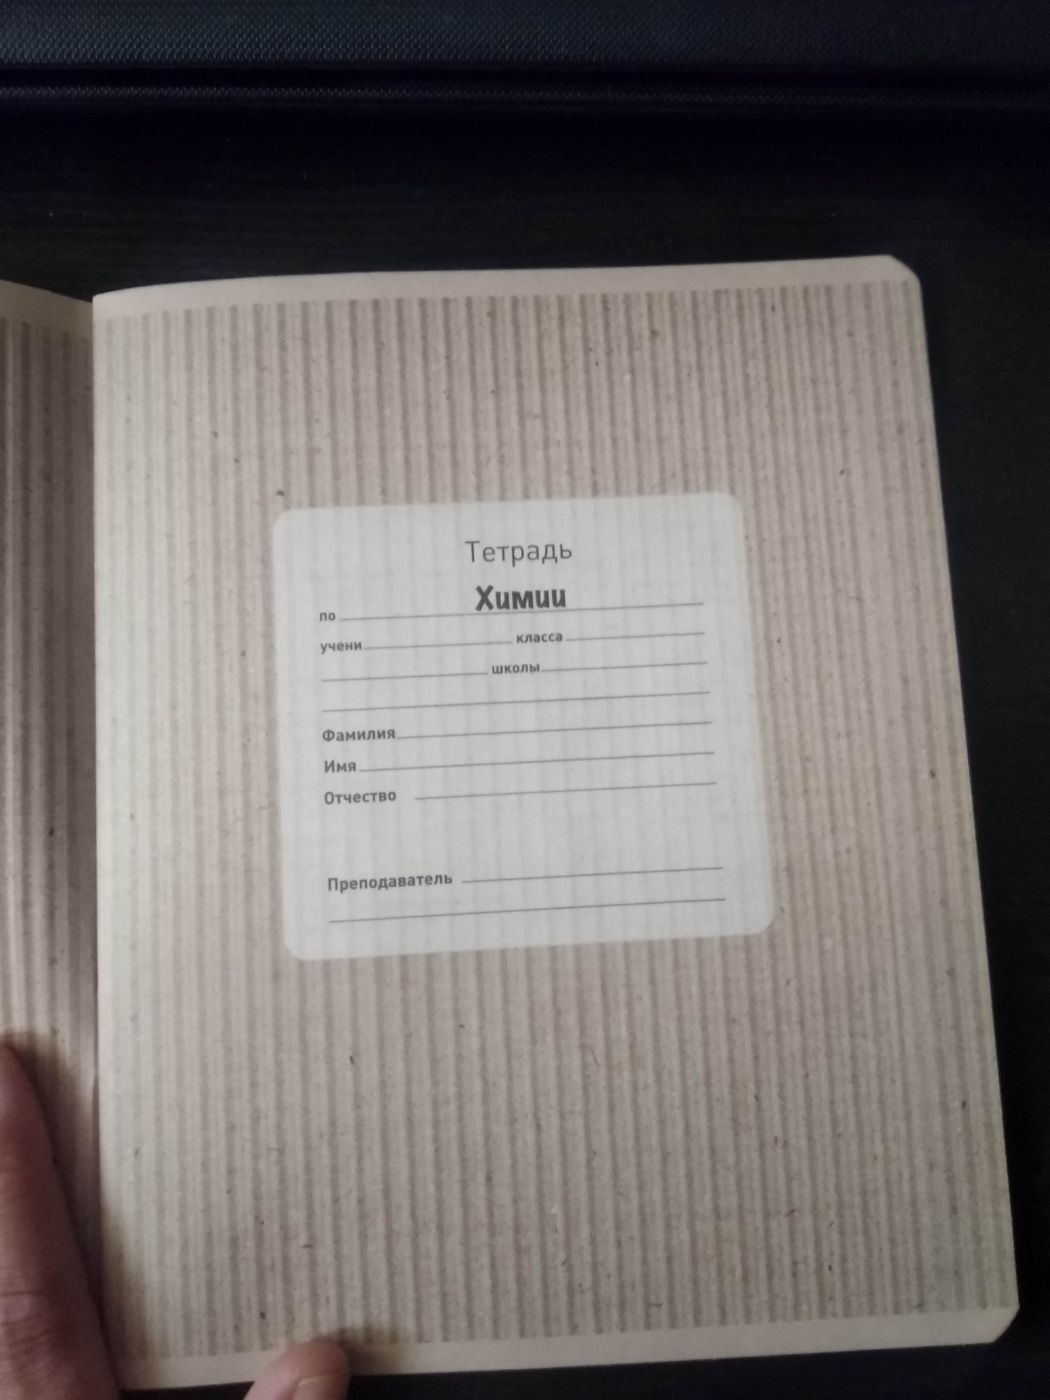 Тетрадь
по Химии
учени класса
школы
Фамилия
Имя
Отчество
Преподаватель